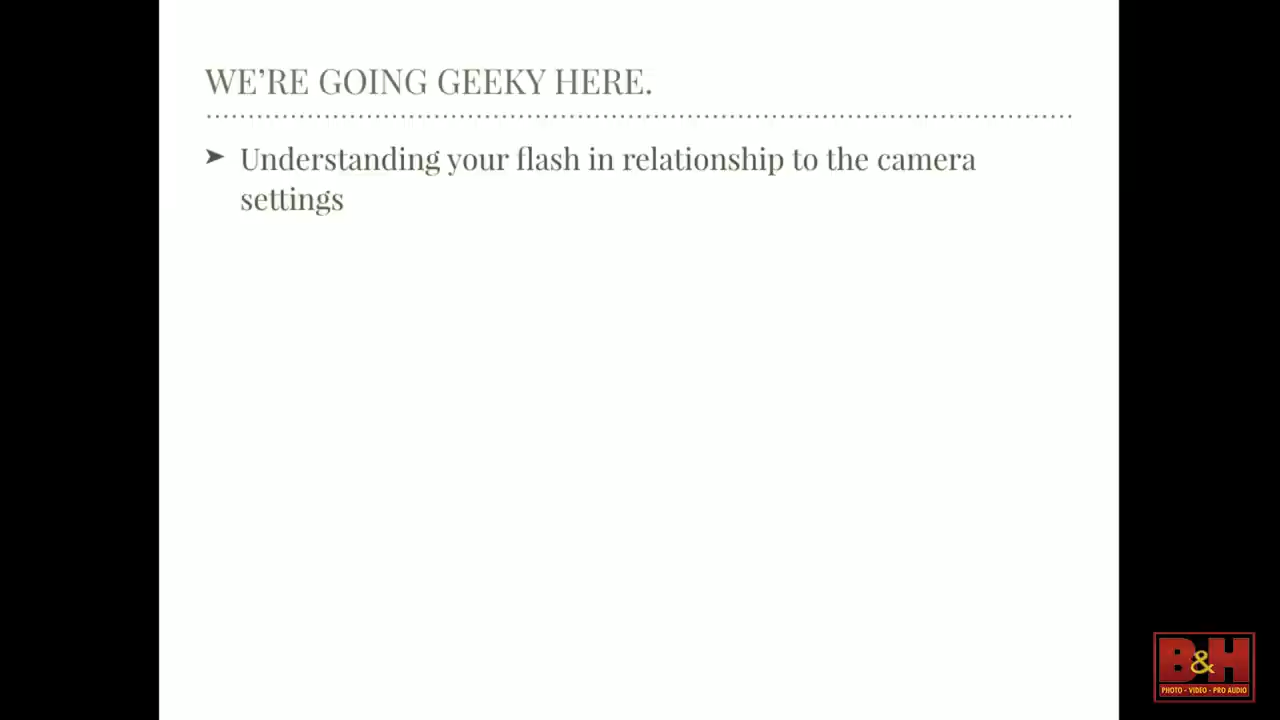 WE’RE GOING GEEKY HERE.
➤ Understanding your flash in relationship to the camera
settings
B&H
PHOTO - VIDEO - PRO AUDIO